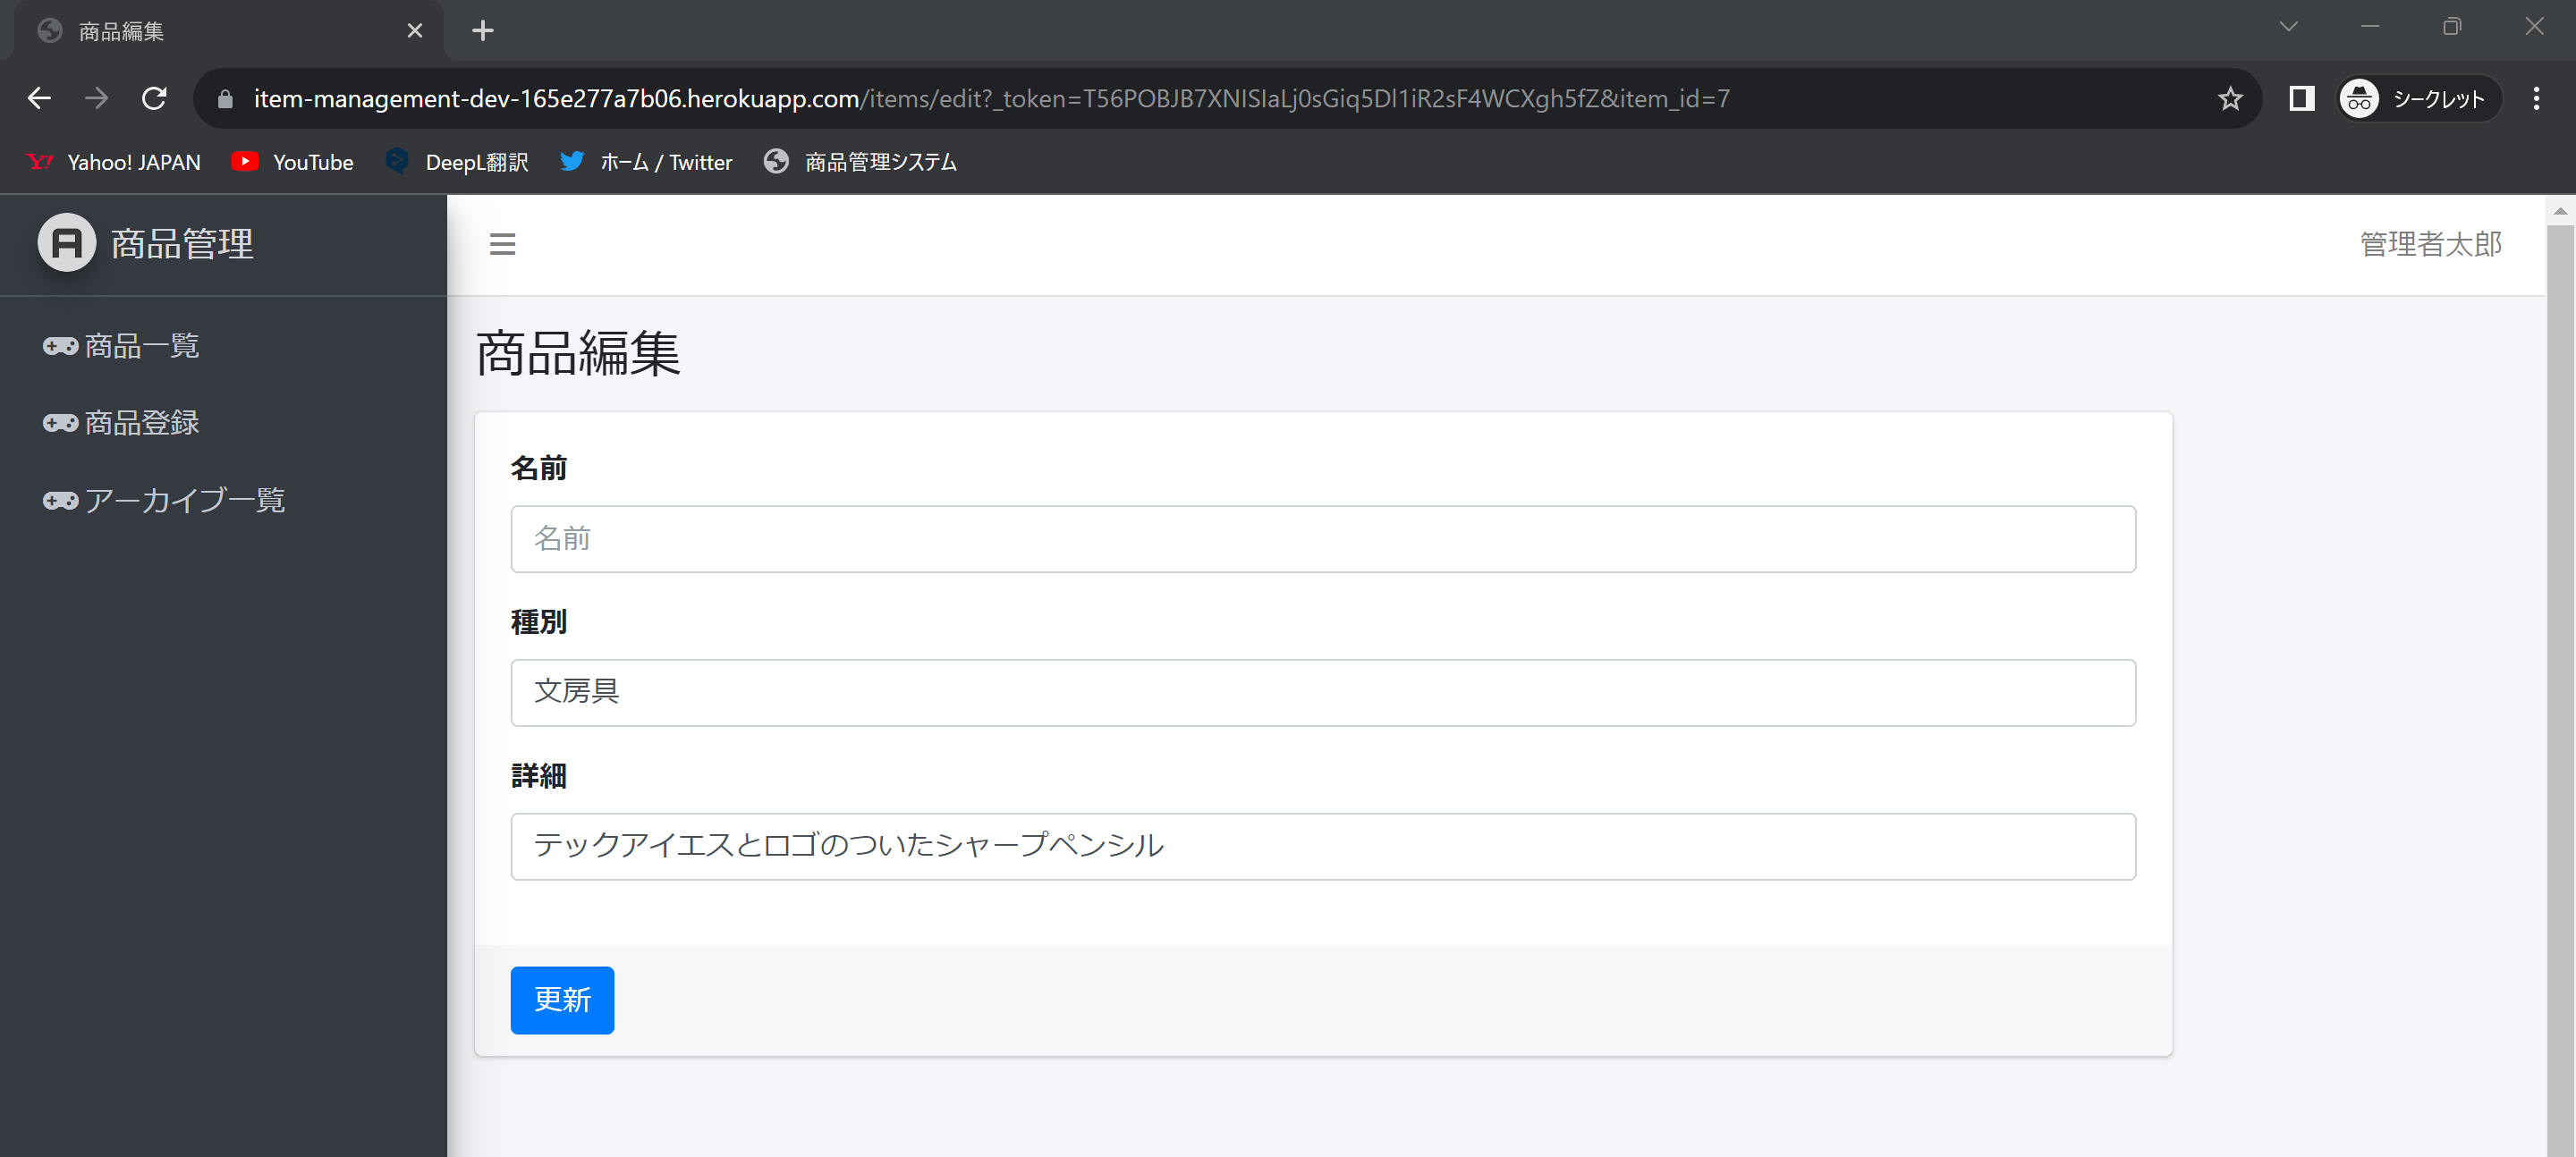 商品編集
item-management-dev-165e277a7b06.herokuapp.com/items/edit?_token=T56POBJB7XNISIaLj0sGiq5Dl1iR2sF4WCXgh5fZ&item_id=7
シークレット
Yahoo! JAPAN YouTube DeepL翻訳 ホーム / Twitter 商品管理システム
商品管理
管理者太郎
商品一覧
商品登録
アーカイブ一覧
商品編集
名前
名前
種別
文房具
詳細
テックアイエスとロゴのついたシャープペンシル
更新